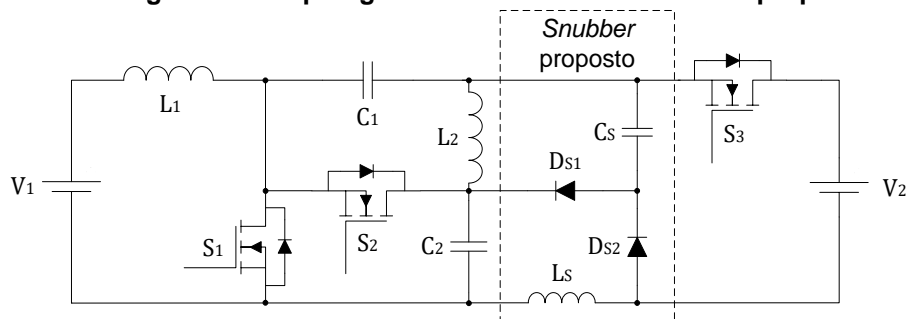 Snubber
proposto
L1
C1
L2
CS
S3
DS1
V1
V2
S1
S2
C2
DS2
LS